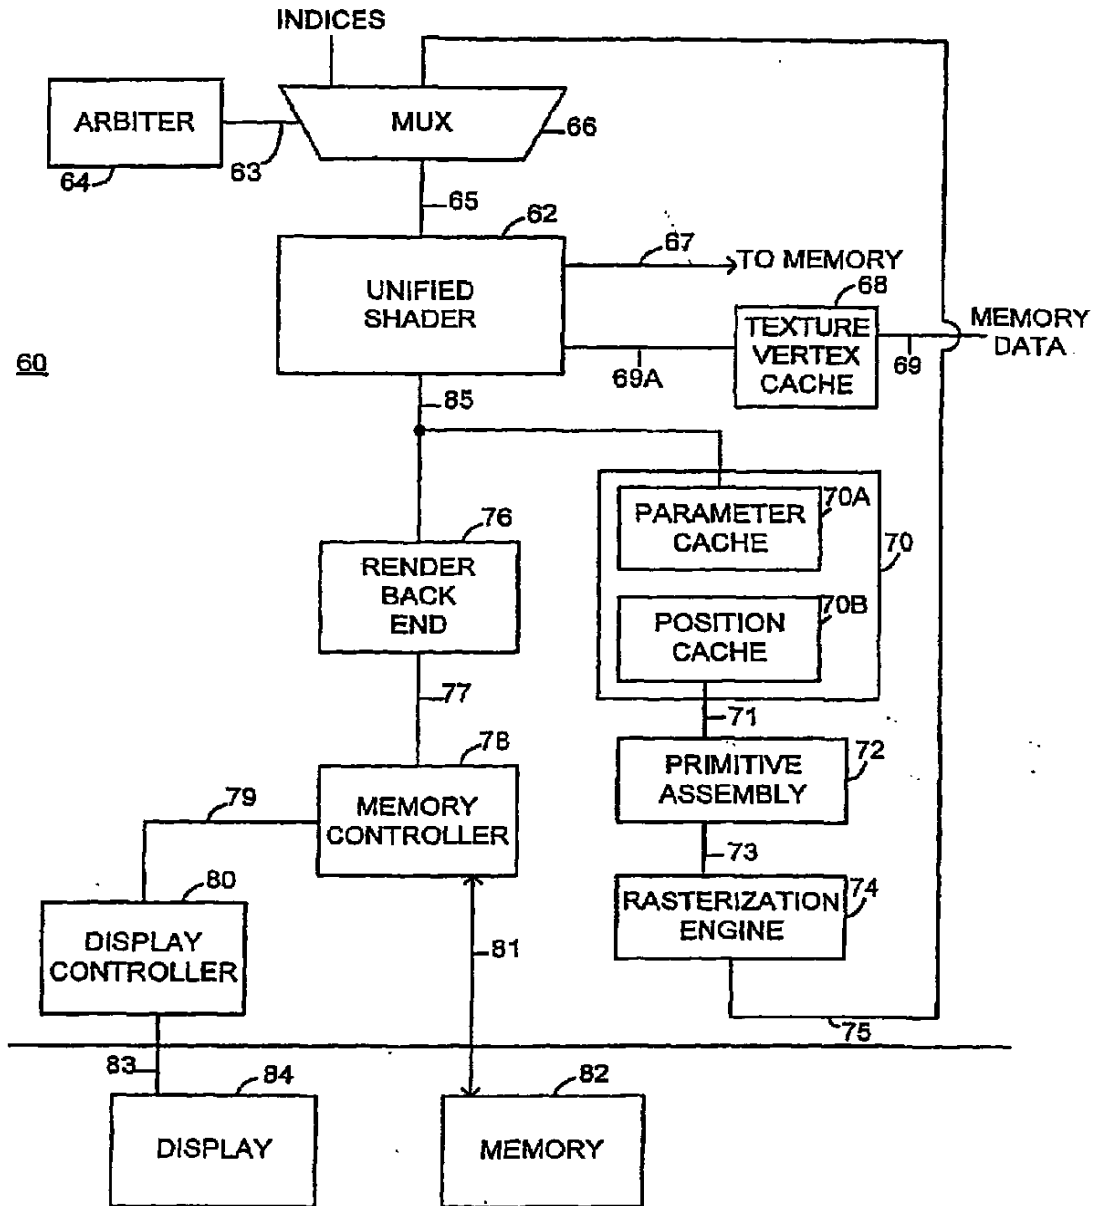 INDICES
ARBITER
MUX
66
63
64
65
62
67
TO MEMORY
UNIFIED
SHADER
68
TEXTURE
VERTEX
CACHE
MEMORY
DATA
69
69A
60
85
70A
PARAMETER
CACHE
70
76
RENDER
BACK
END
70B
POSITION
CACHE
77
71
78
72
PRIMITIVE
ASSEMBLY
79
MEMORY
CONTROLLER
73
80
74
RASTERIZATION
ENGINE
DISPLAY
CONTROLLER
81
75
83
84
82
DISPLAY
MEMORY